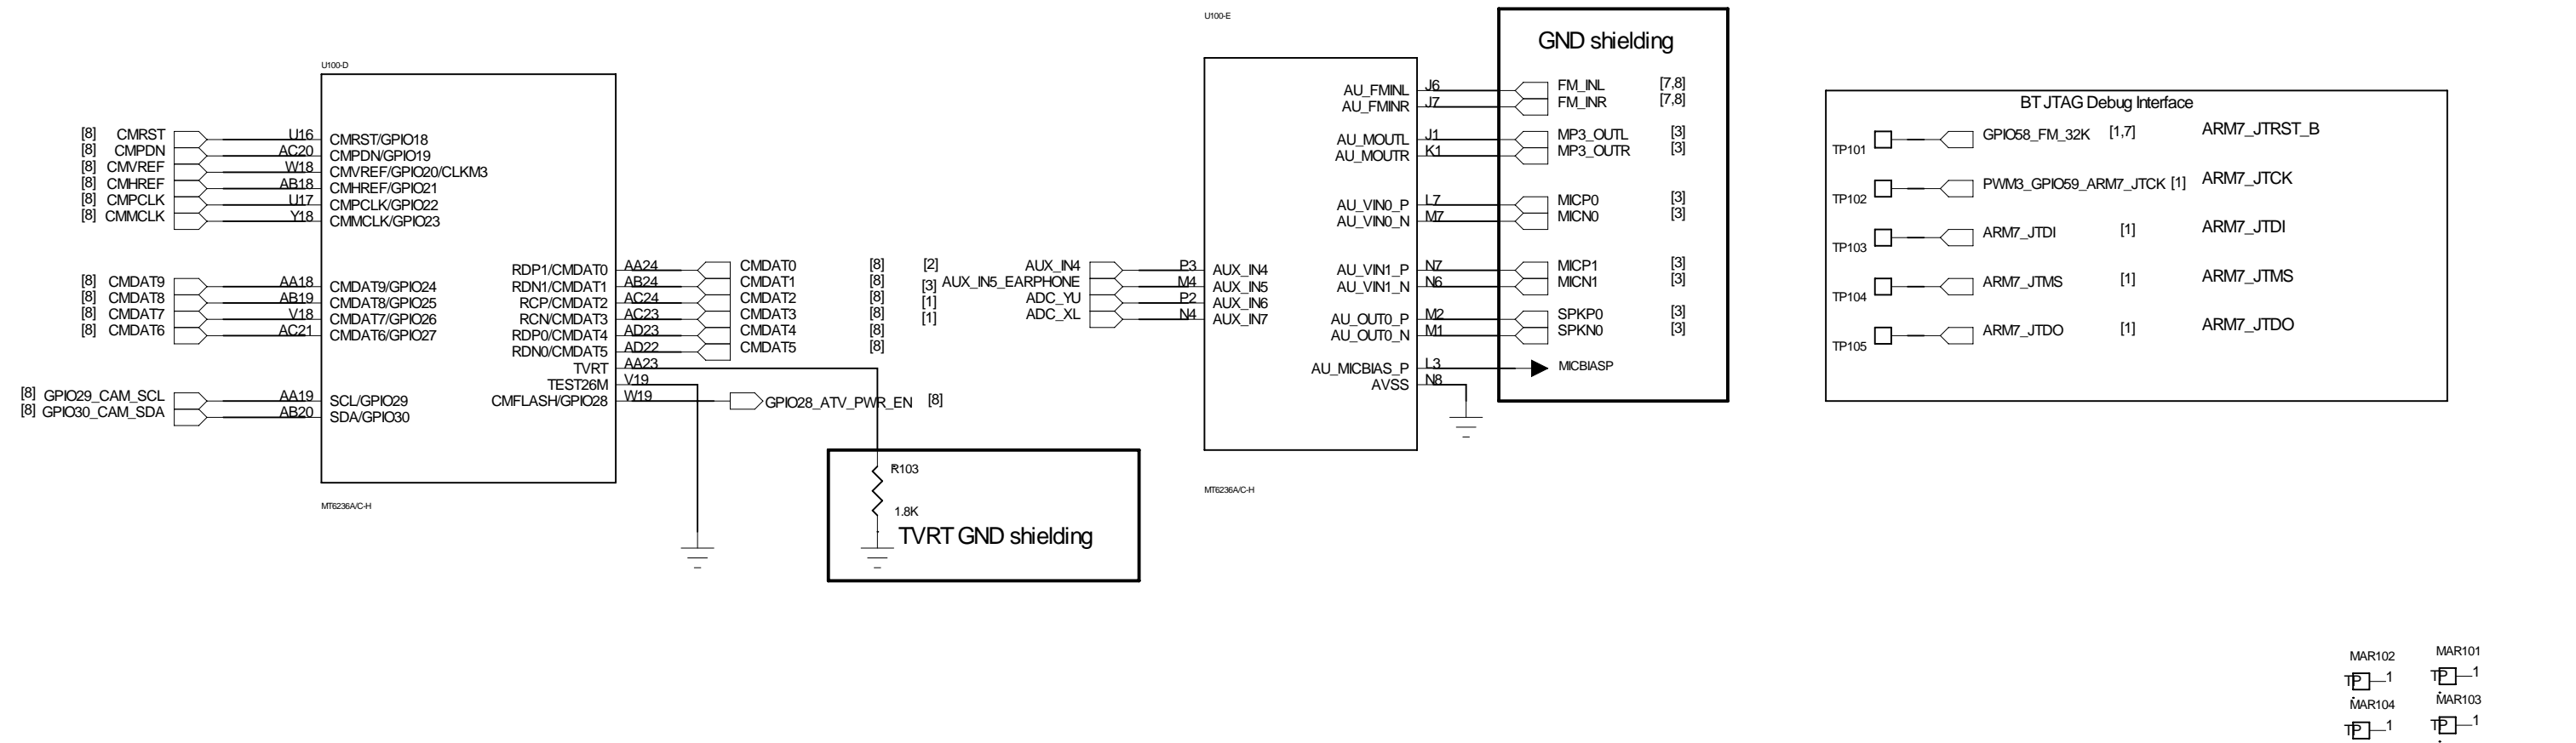 U100-D
[8] CMRST U16 CMRST/GPIO18
[8] CMPDN AC20 CMPDN/GPIO19
[8] CMVREF W18 CMVREF/GPIO20/CLKM3
[8] CMHREF AB18 CMHREF/GPIO21
[8] CMPCLK U17 CMPCLK/GPIO22
[8] CMMCLK Y18 CMMCLK/GPIO23
[8] CMDAT9 AA18 CMDAT9/GPIO24
[8] CMDAT8 AB19 CMDAT8/GPIO25
[8] CMDAT7 V18 CMDAT7/GPIO26
[8] CMDAT6 AC21 CMDAT6/GPIO27
[8] GPIO29_CAM_SCL AA19 SCL/GPIO29
[8] GPIO30_CAM_SDA AB20 SDA/GPIO30
RDP1/CMDAT0 AA24 CMDAT0 [8]
RDN1/CMDAT1 AB24 CMDAT1 [8]
RCP/CMDAT2 AC24 CMDAT2 [8]
RCN/CMDAT3 AC23 CMDAT3 [8]
RDP0/CMDAT4 AD23 CMDAT4 [8]
RDN0/CMDAT5 AD22 CMDAT5 [8]
TVRT AA23
TEST26M V19
CMFLASH/GPIO28 W19 GPIO28_ATV_PWR_EN [8]
MT6236A/C-H
R103
1.8K
TVRT GND shielding
U100-E
[2] AUX_IN4 P3 AUX_IN4
[3] AUX_IN5_EARPHONE M4 AUX_IN5
[1] ADC_YU P2 AUX_IN6
[1] ADC_XL N4 AUX_IN7
GND shielding
AU_FMINL J6 FM_INL [7,8]
AU_FMINR J7 FM_INR [7,8]
AU_MOUTL J1 MP3_OUTL [3]
AU_MOUTR K1 MP3_OUTR [3]
AU_VIN0_P L7 MICP0 [3]
AU_VIN0_N M7 MICN0 [3]
AU_VIN1_P N7 MICP1 [3]
AU_VIN1_N N6 MICN1 [3]
AU_OUT0_P M2 SPKP0 [3]
AU_OUT0_N M1 SPKN0 [3]
AU_MICBIAS_P L3 MICBIASP
AVSS N8
MT6236A/C-H
BT JTAG Debug Interface
TP101 GPIO58_FM_32K [1,7] ARM7_JTRST_B
TP102 PWM3_GPIO59_ARM7_JTCK [1] ARM7_JTCK
TP103 ARM7_JTDI [1] ARM7_JTDI
TP104 ARM7_JTMS [1] ARM7_JTMS
TP105 ARM7_JTDO [1] ARM7_JTDO
MAR102 MAR101
TP 1 TP 1
MAR104 MAR103
TP 1 TP 1